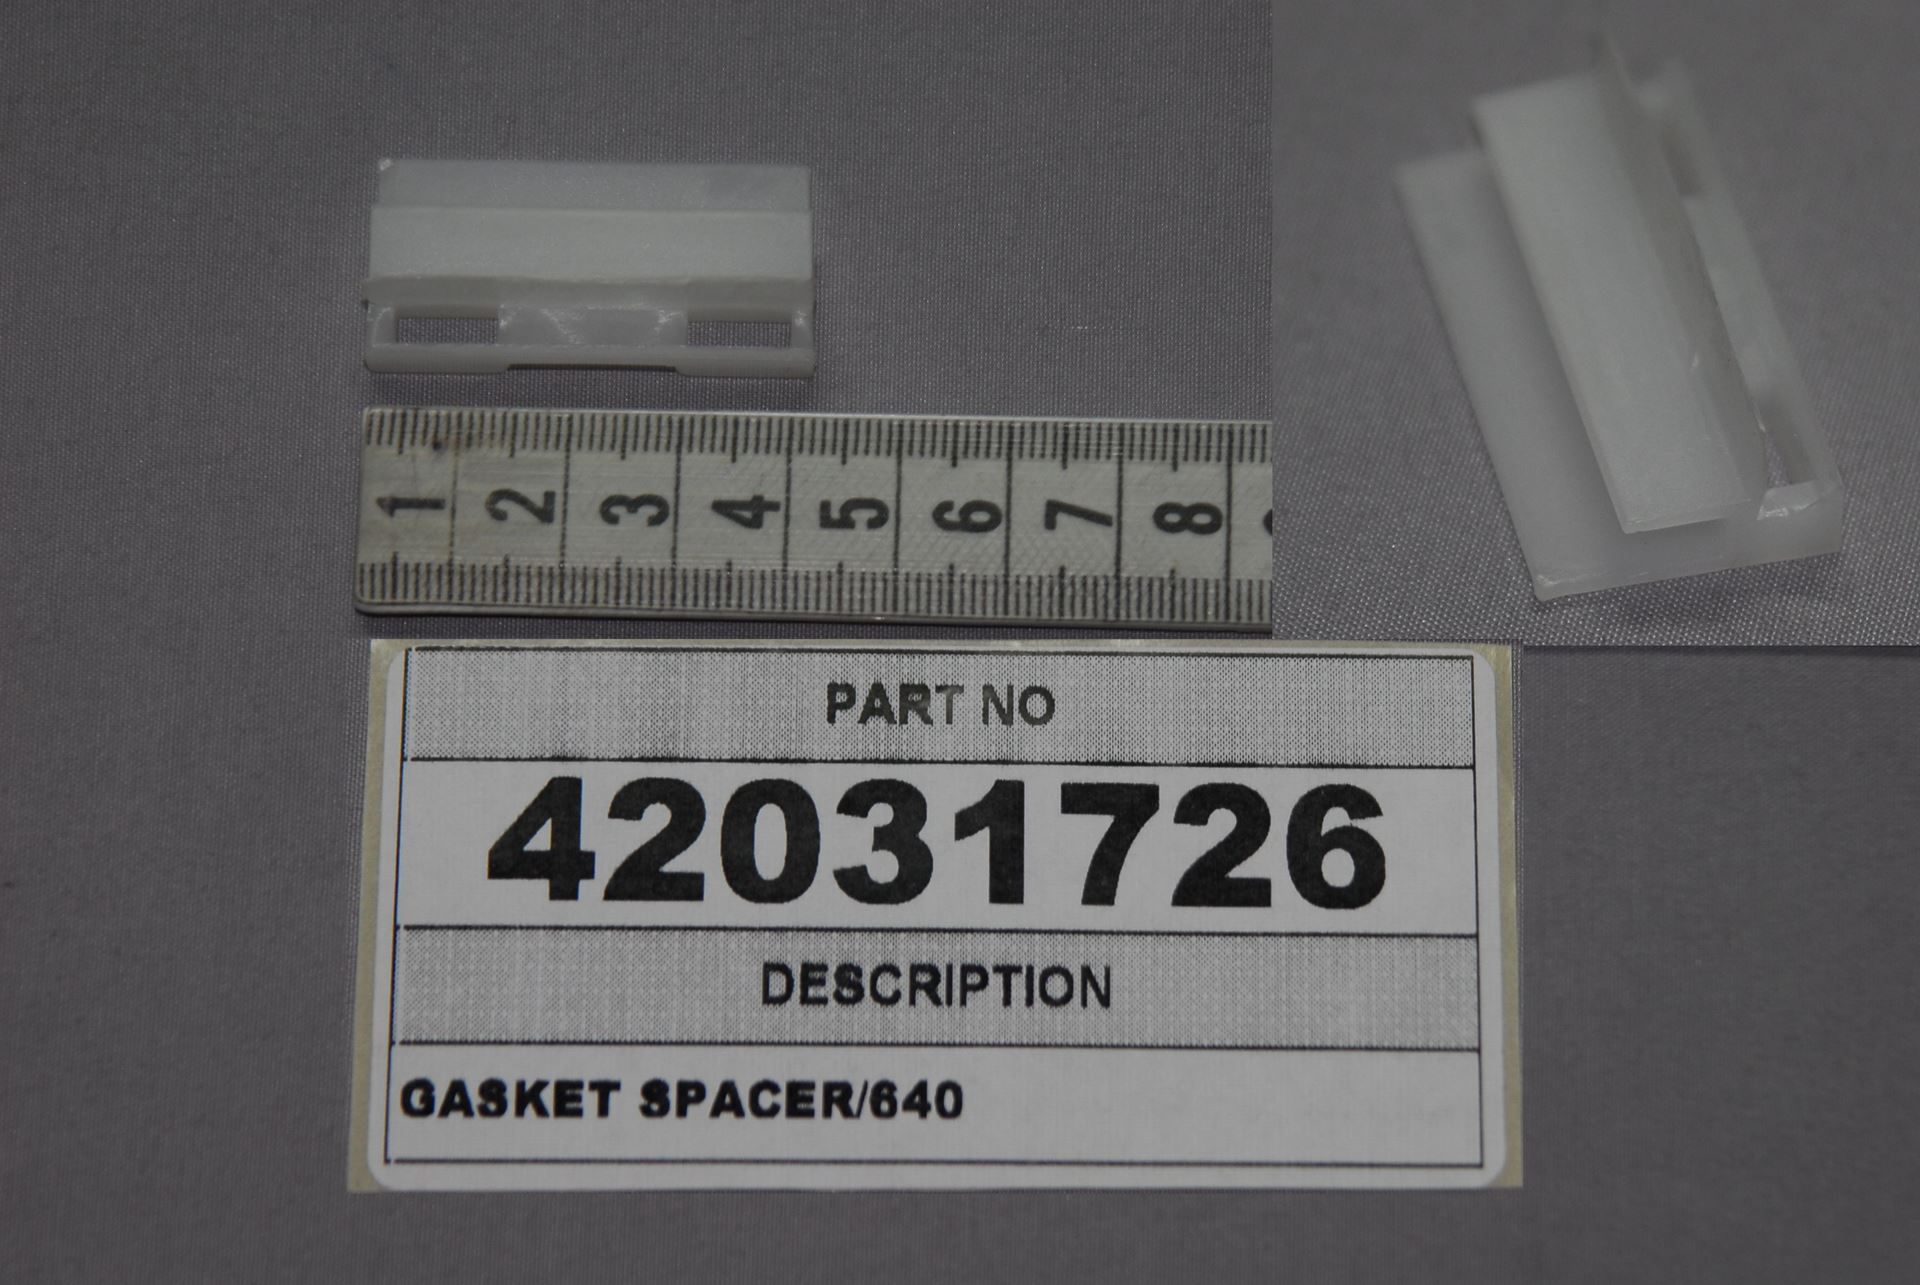 1 2 3 4 5 6 7 8
PART NO
42031726
DESCRIPTION
GASKET SPACER/640